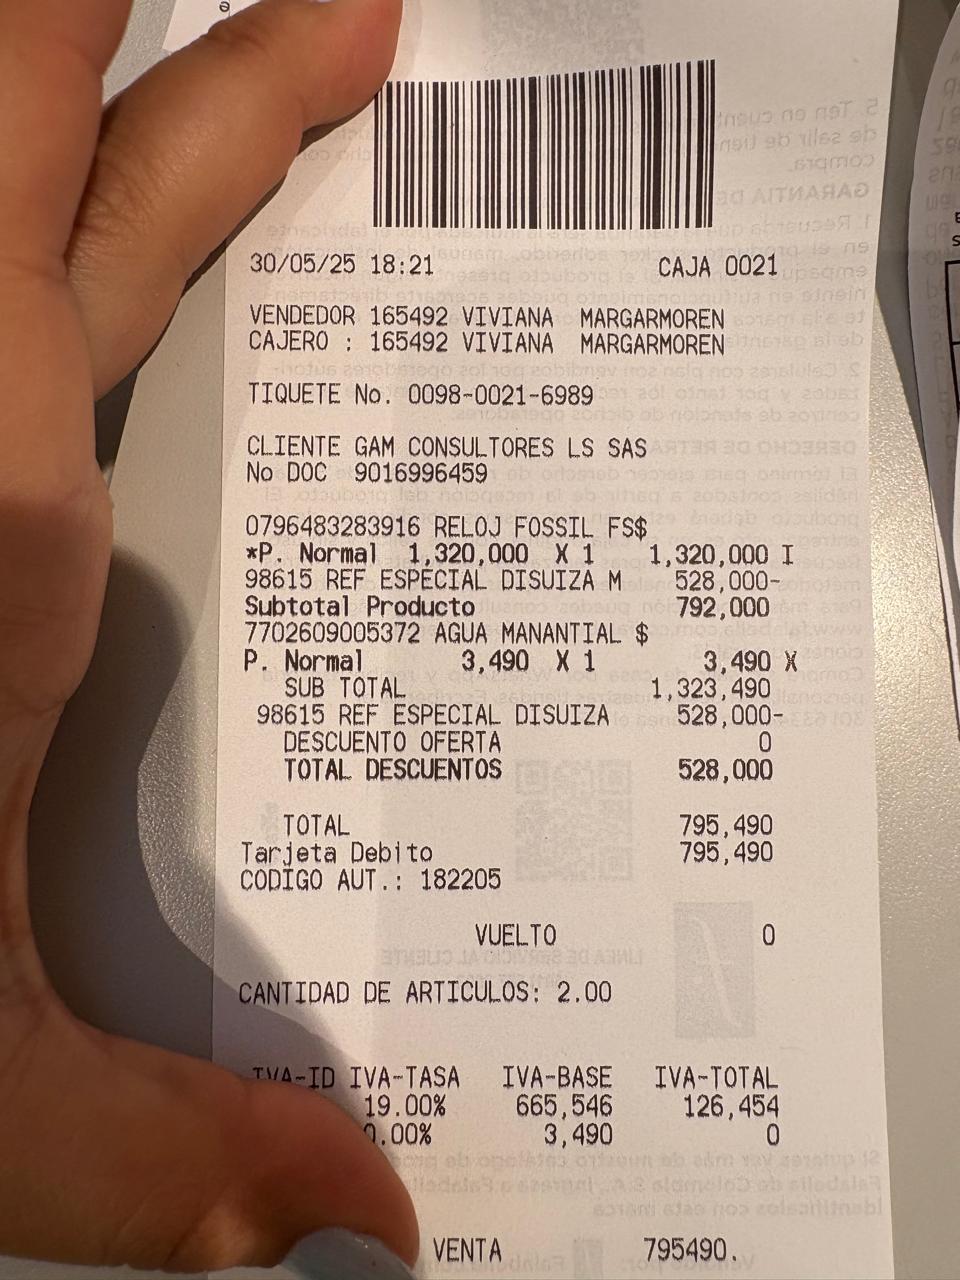 30/05/25 18:21 CAJA 0021
VENDEDOR 165492 VIVIANA MARGARMOREN
CAJERO : 165492 VIVIANA MARGARMOREN
TIQUETE No. 0098-0021-6989
CLIENTE GAM CONSULTORES LS SAS
No DOC 9016996459
0796483283916 RELOJ FOSSIL FS$
*P. Normal 1,320,000 X 1 1,320,000 I
98615 REF ESPECIAL DISUIZA M 528,000-
Subtotal Producto 792,000
7702609005372 AGUA MANANTIAL $
P. Normal 3,490 X 1 3,490 X
SUB TOTAL 1,323,490
98615 REF ESPECIAL DISUIZA 528,000-
DESCUENTO OFERTA 0
TOTAL DESCUENTOS 528,000
TOTAL 795,490
Tarjeta Debito 795,490
CODIGO AUT.: 182205
VUELTO 0
CANTIDAD DE ARTICULOS: 2.00
IVA-ID IVA-TASA IVA-BASE IVA-TOTAL
19.00% 665,546 126,454
0.00% 3,490 0
VENTA 795490.